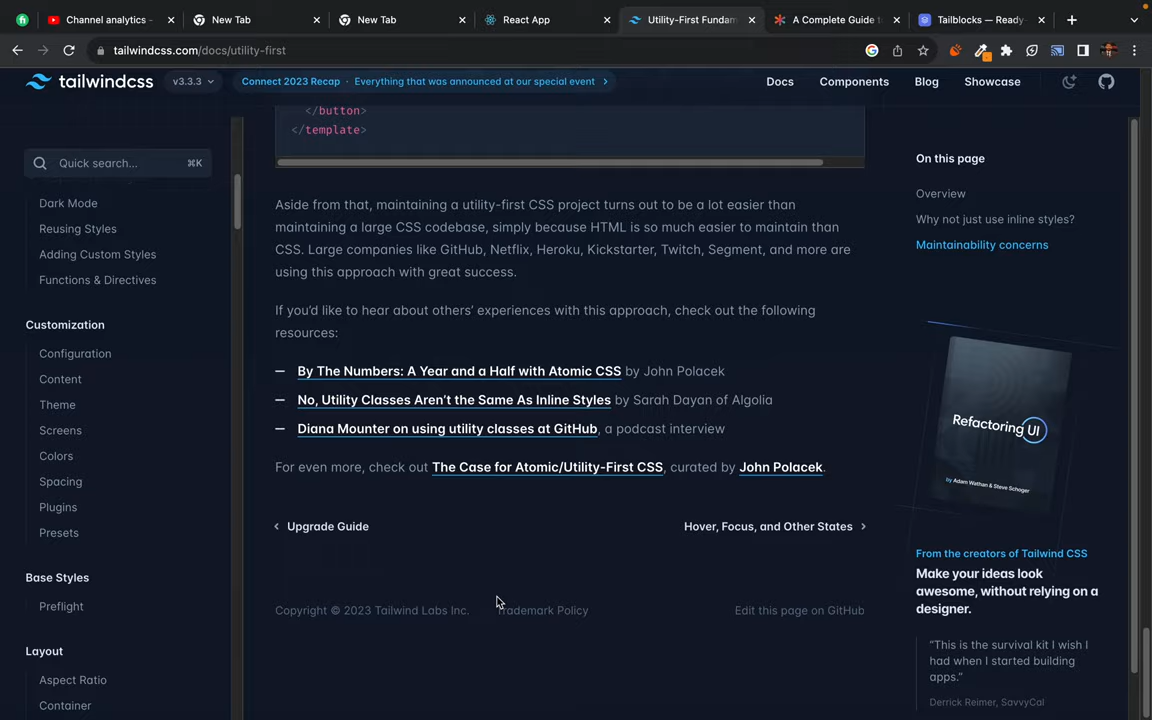 Channel analytics -
New Tab
New Tab
React App
Utility-First Fundam
A Complete Guide to
Tailblocks — Ready-
tailwindcss.com/docs/utility-first
tailwindcss
v3.3.3
Connect 2023 Recap · Everything that was announced at our special event
Docs
Components
Blog
Showcase
Quick search...
⌘K
Dark Mode
Reusing Styles
Adding Custom Styles
Functions & Directives
Customization
Configuration
Content
Theme
Screens
Colors
Spacing
Plugins
Presets
Base Styles
Preflight
Layout
Aspect Ratio
Container
</button>
</template>
Aside from that, maintaining a utility-first CSS project turns out to be a lot easier than
maintaining a large CSS codebase, simply because HTML is so much easier to maintain than
CSS. Large companies like GitHub, Netflix, Heroku, Kickstarter, Twitch, Segment, and more are
using this approach with great success.
If you’d like to hear about others’ experiences with this approach, check out the following
resources:
— By The Numbers: A Year and a Half with Atomic CSS by John Polacek
— No, Utility Classes Aren’t the Same As Inline Styles by Sarah Dayan of Algolia
— Diana Mounter on using utility classes at GitHub, a podcast interview
For even more, check out The Case for Atomic/Utility-First CSS, curated by John Polacek.
Upgrade Guide
Hover, Focus, and Other States
Copyright © 2023 Tailwind Labs Inc.
Trademark Policy
Edit this page on GitHub
On this page
Overview
Why not just use inline styles?
Maintainability concerns
Refactoring UI
by Adam Wathan & Steve Schoger
From the creators of Tailwind CSS
Make your ideas look
awesome, without relying on a
designer.
“This is the survival kit I wish I
had when I started building
apps.”
Derrick Reimer, SavvyCal